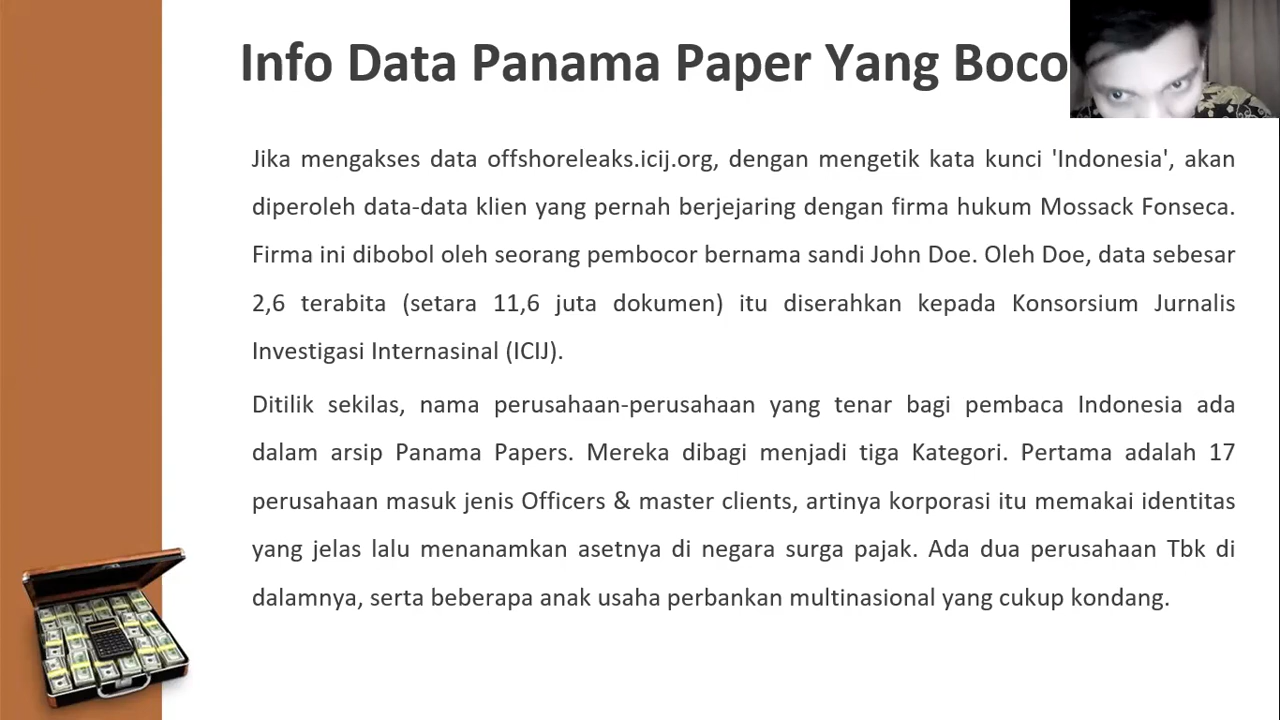 Info Data Panama Paper Yang Boco
Jika mengakses data offshoreleaks.icij.org, dengan mengetik kata kunci 'Indonesia', akan
diperoleh data-data klien yang pernah berjejaring dengan firma hukum Mossack Fonseca.
Firma ini dibobol oleh seorang pembocor bernama sandi John Doe. Oleh Doe, data sebesar
2,6 terabita (setara 11,6 juta dokumen) itu diserahkan kepada Konsorsium Jurnalis
Investigasi Internasinal (ICIJ).
Ditilik sekilas, nama perusahaan-perusahaan yang tenar bagi pembaca Indonesia ada
dalam arsip Panama Papers. Mereka dibagi menjadi tiga Kategori. Pertama adalah 17
perusahaan masuk jenis Officers & master clients, artinya korporasi itu memakai identitas
yang jelas lalu menanamkan asetnya di negara surga pajak. Ada dua perusahaan Tbk di
dalamnya, serta beberapa anak usaha perbankan multinasional yang cukup kondang.